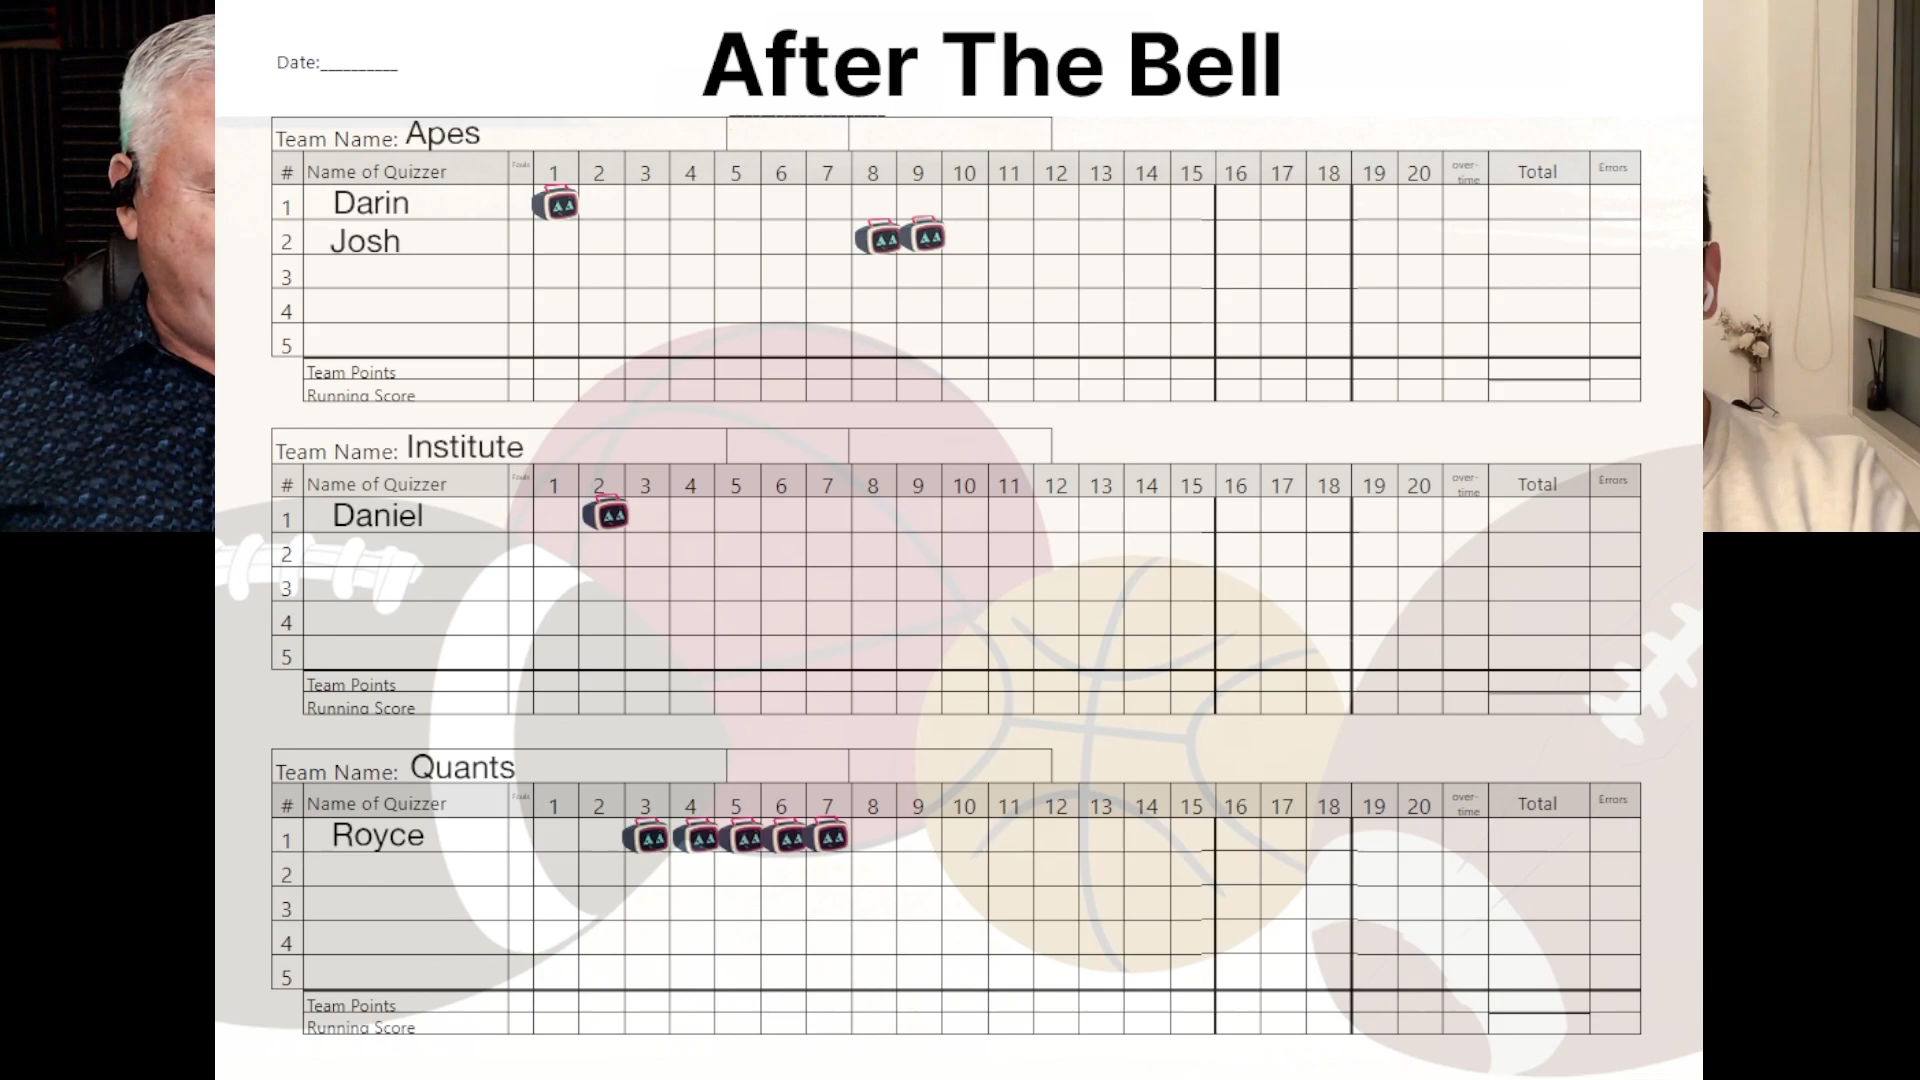 After The Bell
Date:__________
Team Name: Apes
# Name of Quizzer Fouls 1 2 3 4 5 6 7 8 9 10 11 12 13 14 15 16 17 18 19 20 over-time Total Errors
1 Darin
2 Josh
3
4
5
Team Points
Running Score
Team Name: Institute
# Name of Quizzer Fouls 1 2 3 4 5 6 7 8 9 10 11 12 13 14 15 16 17 18 19 20 over-time Total Errors
1 Daniel
2
3
4
5
Team Points
Running Score
Team Name: Quants
# Name of Quizzer Fouls 1 2 3 4 5 6 7 8 9 10 11 12 13 14 15 16 17 18 19 20 over-time Total Errors
1 Royce
2
3
4
5
Team Points
Running Score